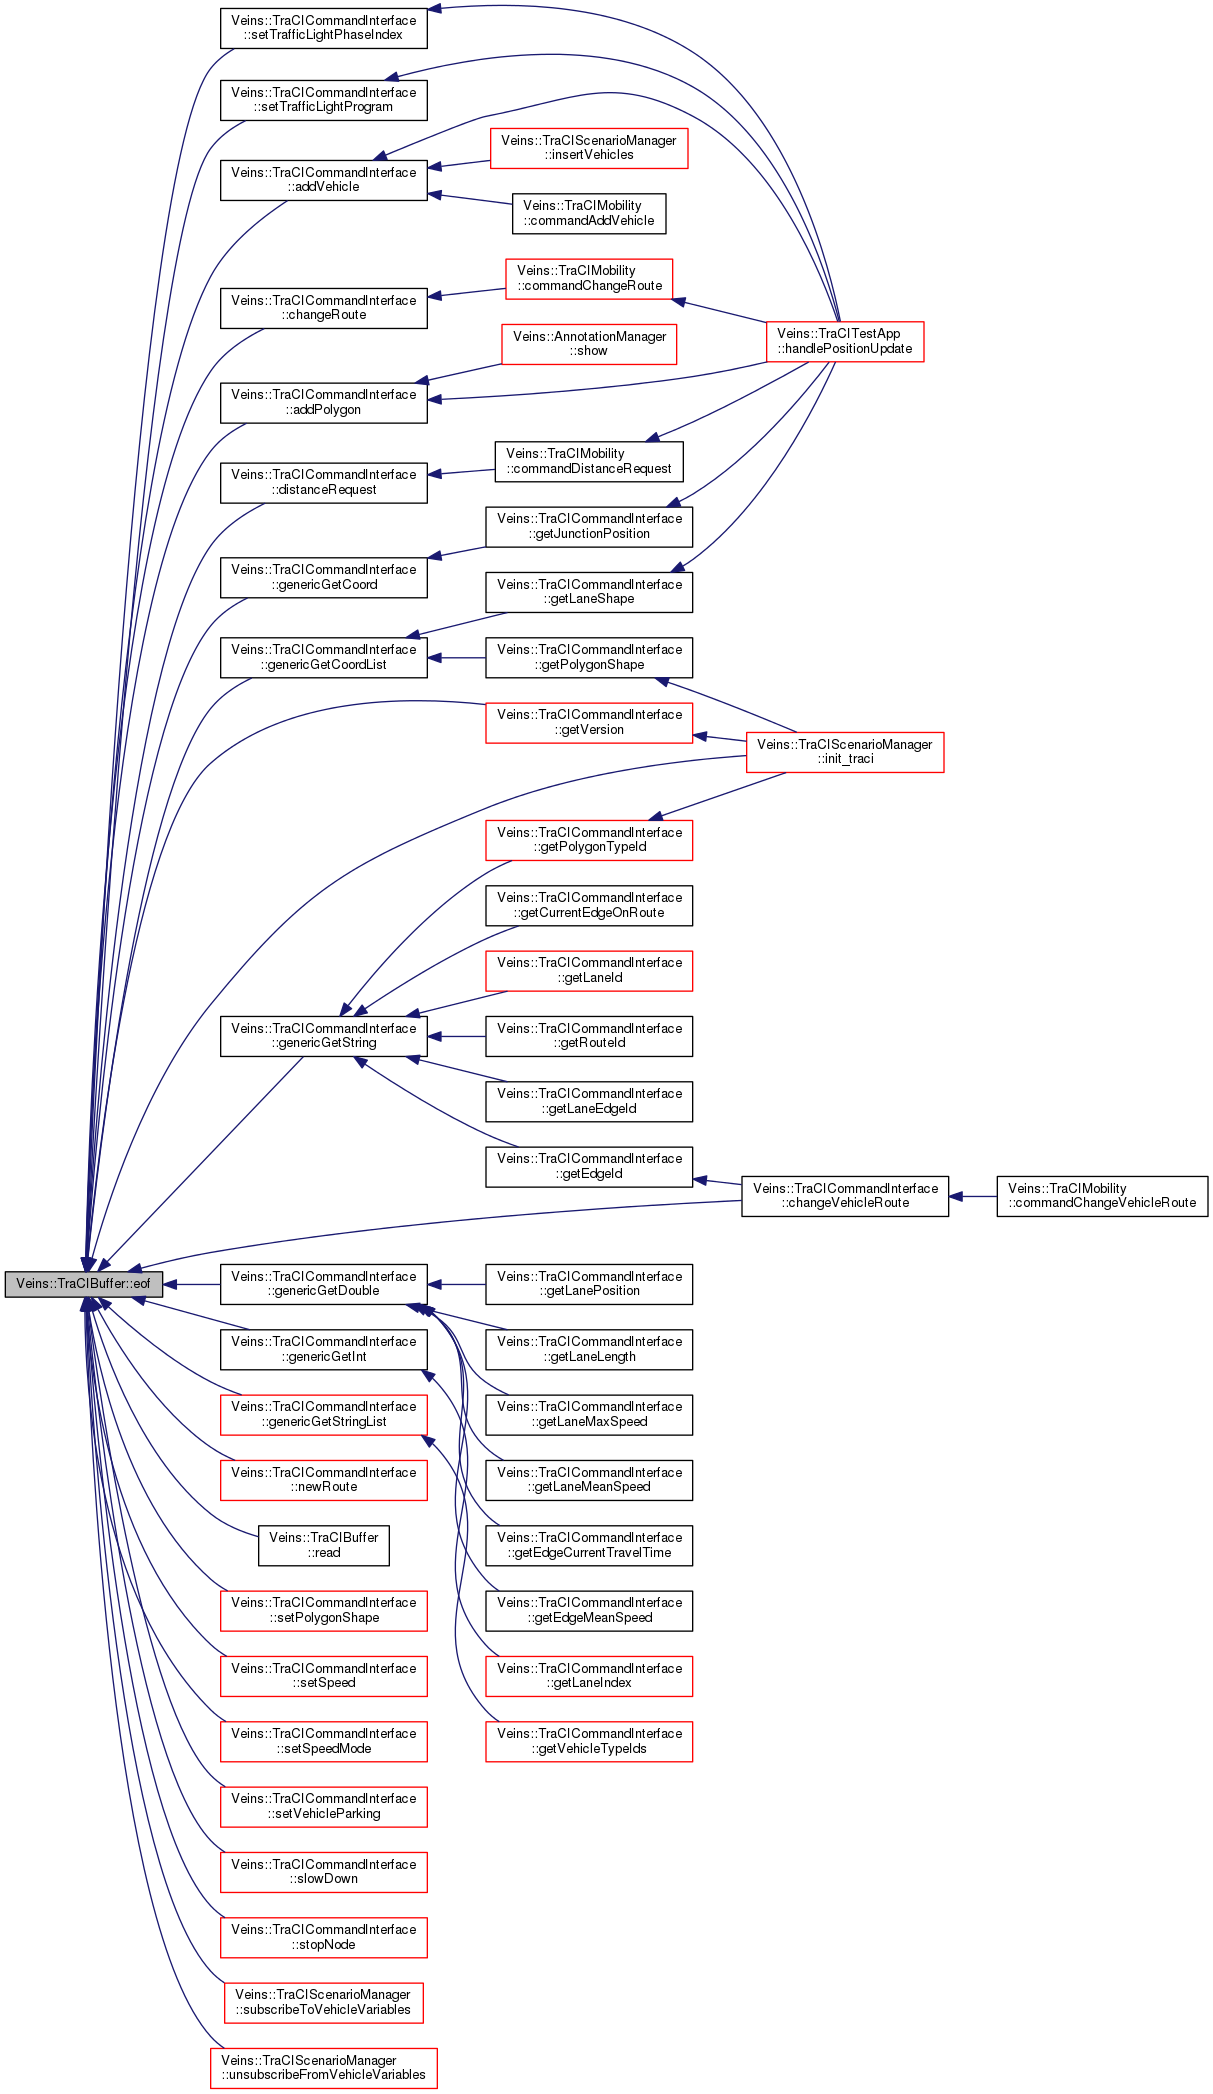 Veins::TraCICommandInterface
::setTrafficLightPhaseIndex
Veins::TraCICommandInterface
::setTrafficLightProgram
Veins::TraCIScenarioManager
::insertVehicles
Veins::TraCICommandInterface
::addVehicle
Veins::TraCIMobility
::commandAddVehicle
Veins::TraCIMobility
::commandChangeRoute
Veins::TraCICommandInterface
::changeRoute
Veins::TraCITestApp
::handlePositionUpdate
Veins::AnnotationManager
::show
Veins::TraCICommandInterface
::addPolygon
Veins::TraCIMobility
::commandDistanceRequest
Veins::TraCICommandInterface
::distanceRequest
Veins::TraCICommandInterface
::getJunctionPosition
Veins::TraCICommandInterface
::genericGetCoord
Veins::TraCICommandInterface
::getLaneShape
Veins::TraCICommandInterface
::genericGetCoordList
Veins::TraCICommandInterface
::getPolygonShape
Veins::TraCICommandInterface
::getVersion
Veins::TraCIScenarioManager
::init_traci
Veins::TraCICommandInterface
::getPolygonTypeId
Veins::TraCICommandInterface
::getCurrentEdgeOnRoute
Veins::TraCICommandInterface
::getLaneId
Veins::TraCICommandInterface
::genericGetString
Veins::TraCICommandInterface
::getRouteId
Veins::TraCICommandInterface
::getLaneEdgeId
Veins::TraCICommandInterface
::getEdgeId
Veins::TraCICommandInterface
::changeVehicleRoute
Veins::TraCIMobility
::commandChangeVehicleRoute
Veins::TraCIBuffer::eof
Veins::TraCICommandInterface
::genericGetDouble
Veins::TraCICommandInterface
::getLanePosition
Veins::TraCICommandInterface
::genericGetInt
Veins::TraCICommandInterface
::getLaneLength
Veins::TraCICommandInterface
::genericGetStringList
Veins::TraCICommandInterface
::getLaneMaxSpeed
Veins::TraCICommandInterface
::newRoute
Veins::TraCICommandInterface
::getLaneMeanSpeed
Veins::TraCIBuffer
::read
Veins::TraCICommandInterface
::getEdgeCurrentTravelTime
Veins::TraCICommandInterface
::setPolygonShape
Veins::TraCICommandInterface
::getEdgeMeanSpeed
Veins::TraCICommandInterface
::setSpeed
Veins::TraCICommandInterface
::getLaneIndex
Veins::TraCICommandInterface
::setSpeedMode
Veins::TraCICommandInterface
::getVehicleTypeIds
Veins::TraCICommandInterface
::setVehicleParking
Veins::TraCICommandInterface
::slowDown
Veins::TraCICommandInterface
::stopNode
Veins::TraCIScenarioManager
::subscribeToVehicleVariables
Veins::TraCIScenarioManager
::unsubscribeFromVehicleVariables